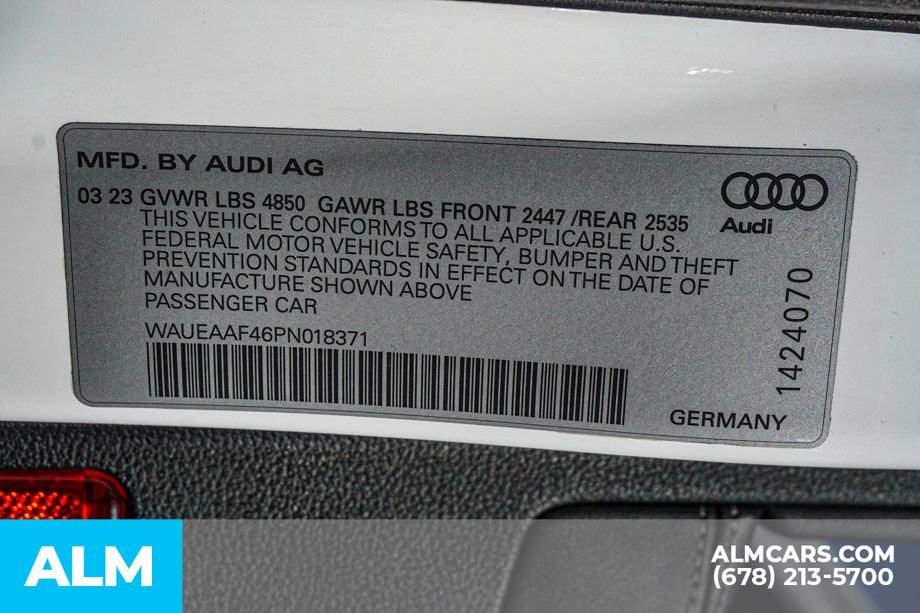 MFD. BY AUDI AG
03 23 GVWR LBS 4850 GAWR LBS FRONT 2447 /REAR 2535
THIS VEHICLE CONFORMS TO ALL APPLICABLE U.S.
FEDERAL MOTOR VEHICLE SAFETY, BUMPER AND THEFT
PREVENTION STANDARDS IN EFFECT ON THE DATE OF
MANUFACTURE SHOWN ABOVE
PASSENGER CAR
WAUEAAF46PN018371
Audi
1424070
GERMANY
ALM
ALMCARS.COM
(678) 213-5700